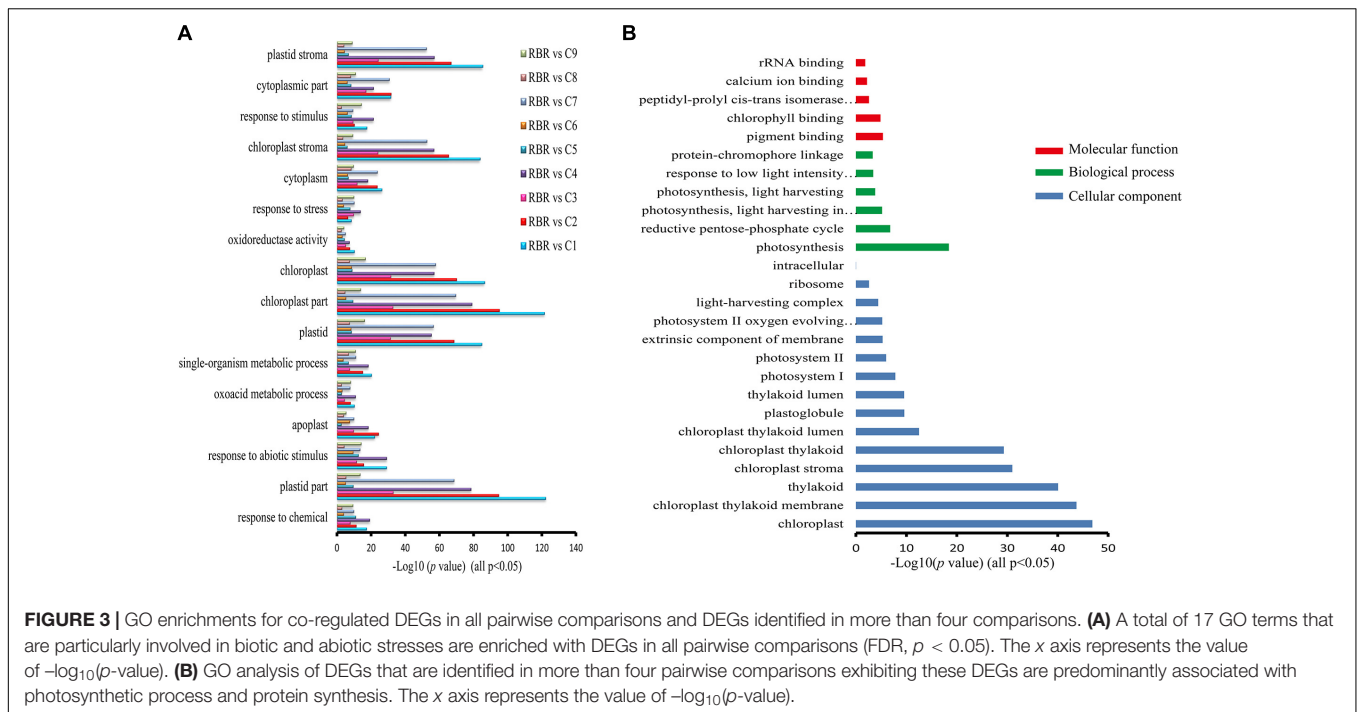 A
plastid stroma
cytoplasmic part
response to stimulus
chloroplast stroma
cytoplasm
response to stress
oxidoreductase activity
chloroplast
chloroplast part
plastid
single-organism metabolic process
oxoacid metabolic process
apoplast
response to abiotic stimulus
plastid part
response to chemical
RBR vs C9
RBR vs C8
RBR vs C7
RBR vs C6
RBR vs C5
RBR vs C4
RBR vs C3
RBR vs C2
RBR vs C1
0 20 40 60 80 100 120 140
-Log10 (p value) (all p<0.05)
B
rRNA binding
calcium ion binding
peptidyl-prolyl cis-trans isomerase…
chlorophyll binding
pigment binding
protein-chromophore linkage
response to low light intensity…
photosynthesis, light harvesting
photosynthesis, light harvesting in…
reductive pentose-phosphate cycle
photosynthesis
intracellular
ribosome
light-harvesting complex
photosystem II oxygen evolving…
extrinsic component of membrane
photosystem II
photosystem I
thylakoid lumen
plastoglobule
chloroplast thylakoid lumen
chloroplast thylakoid
chloroplast stroma
thylakoid
chloroplast thylakoid membrane
chloroplast
Molecular function
Biological process
Cellular component
0 10 20 30 40 50
-Log10(p value) (all p<0.05)
FIGURE 3 | GO enrichments for co-regulated DEGs in all pairwise comparisons and DEGs identified in more than four comparisons. (A) A total of 17 GO terms that
are particularly involved in biotic and abiotic stresses are enriched with DEGs in all pairwise comparisons (FDR, p < 0.05). The x axis represents the value
of –log10(p-value). (B) GO analysis of DEGs that are identified in more than four pairwise comparisons exhibiting these DEGs are predominantly associated with
photosynthetic process and protein synthesis. The x axis represents the value of –log10(p-value).